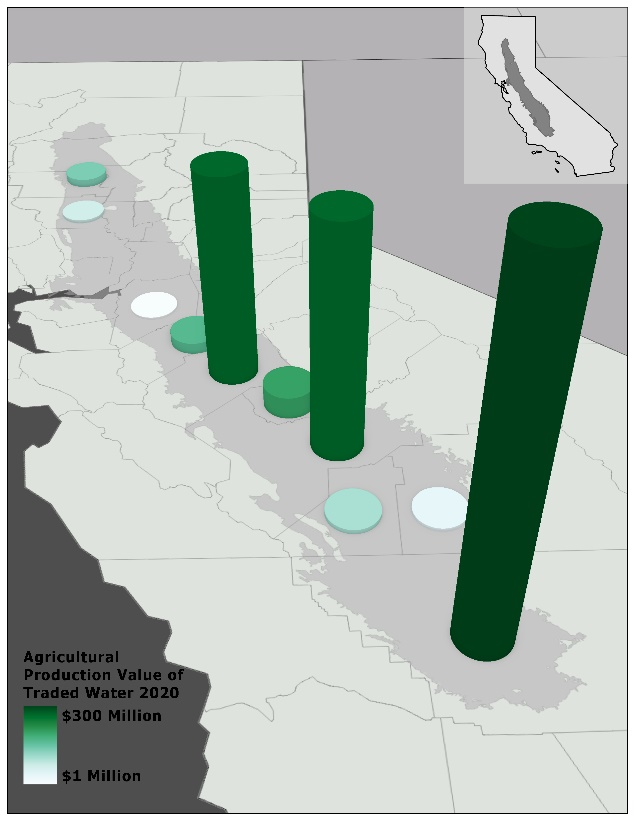 Agricultural
Production Value of
Traded Water 2020
$300 Million
$1 Million